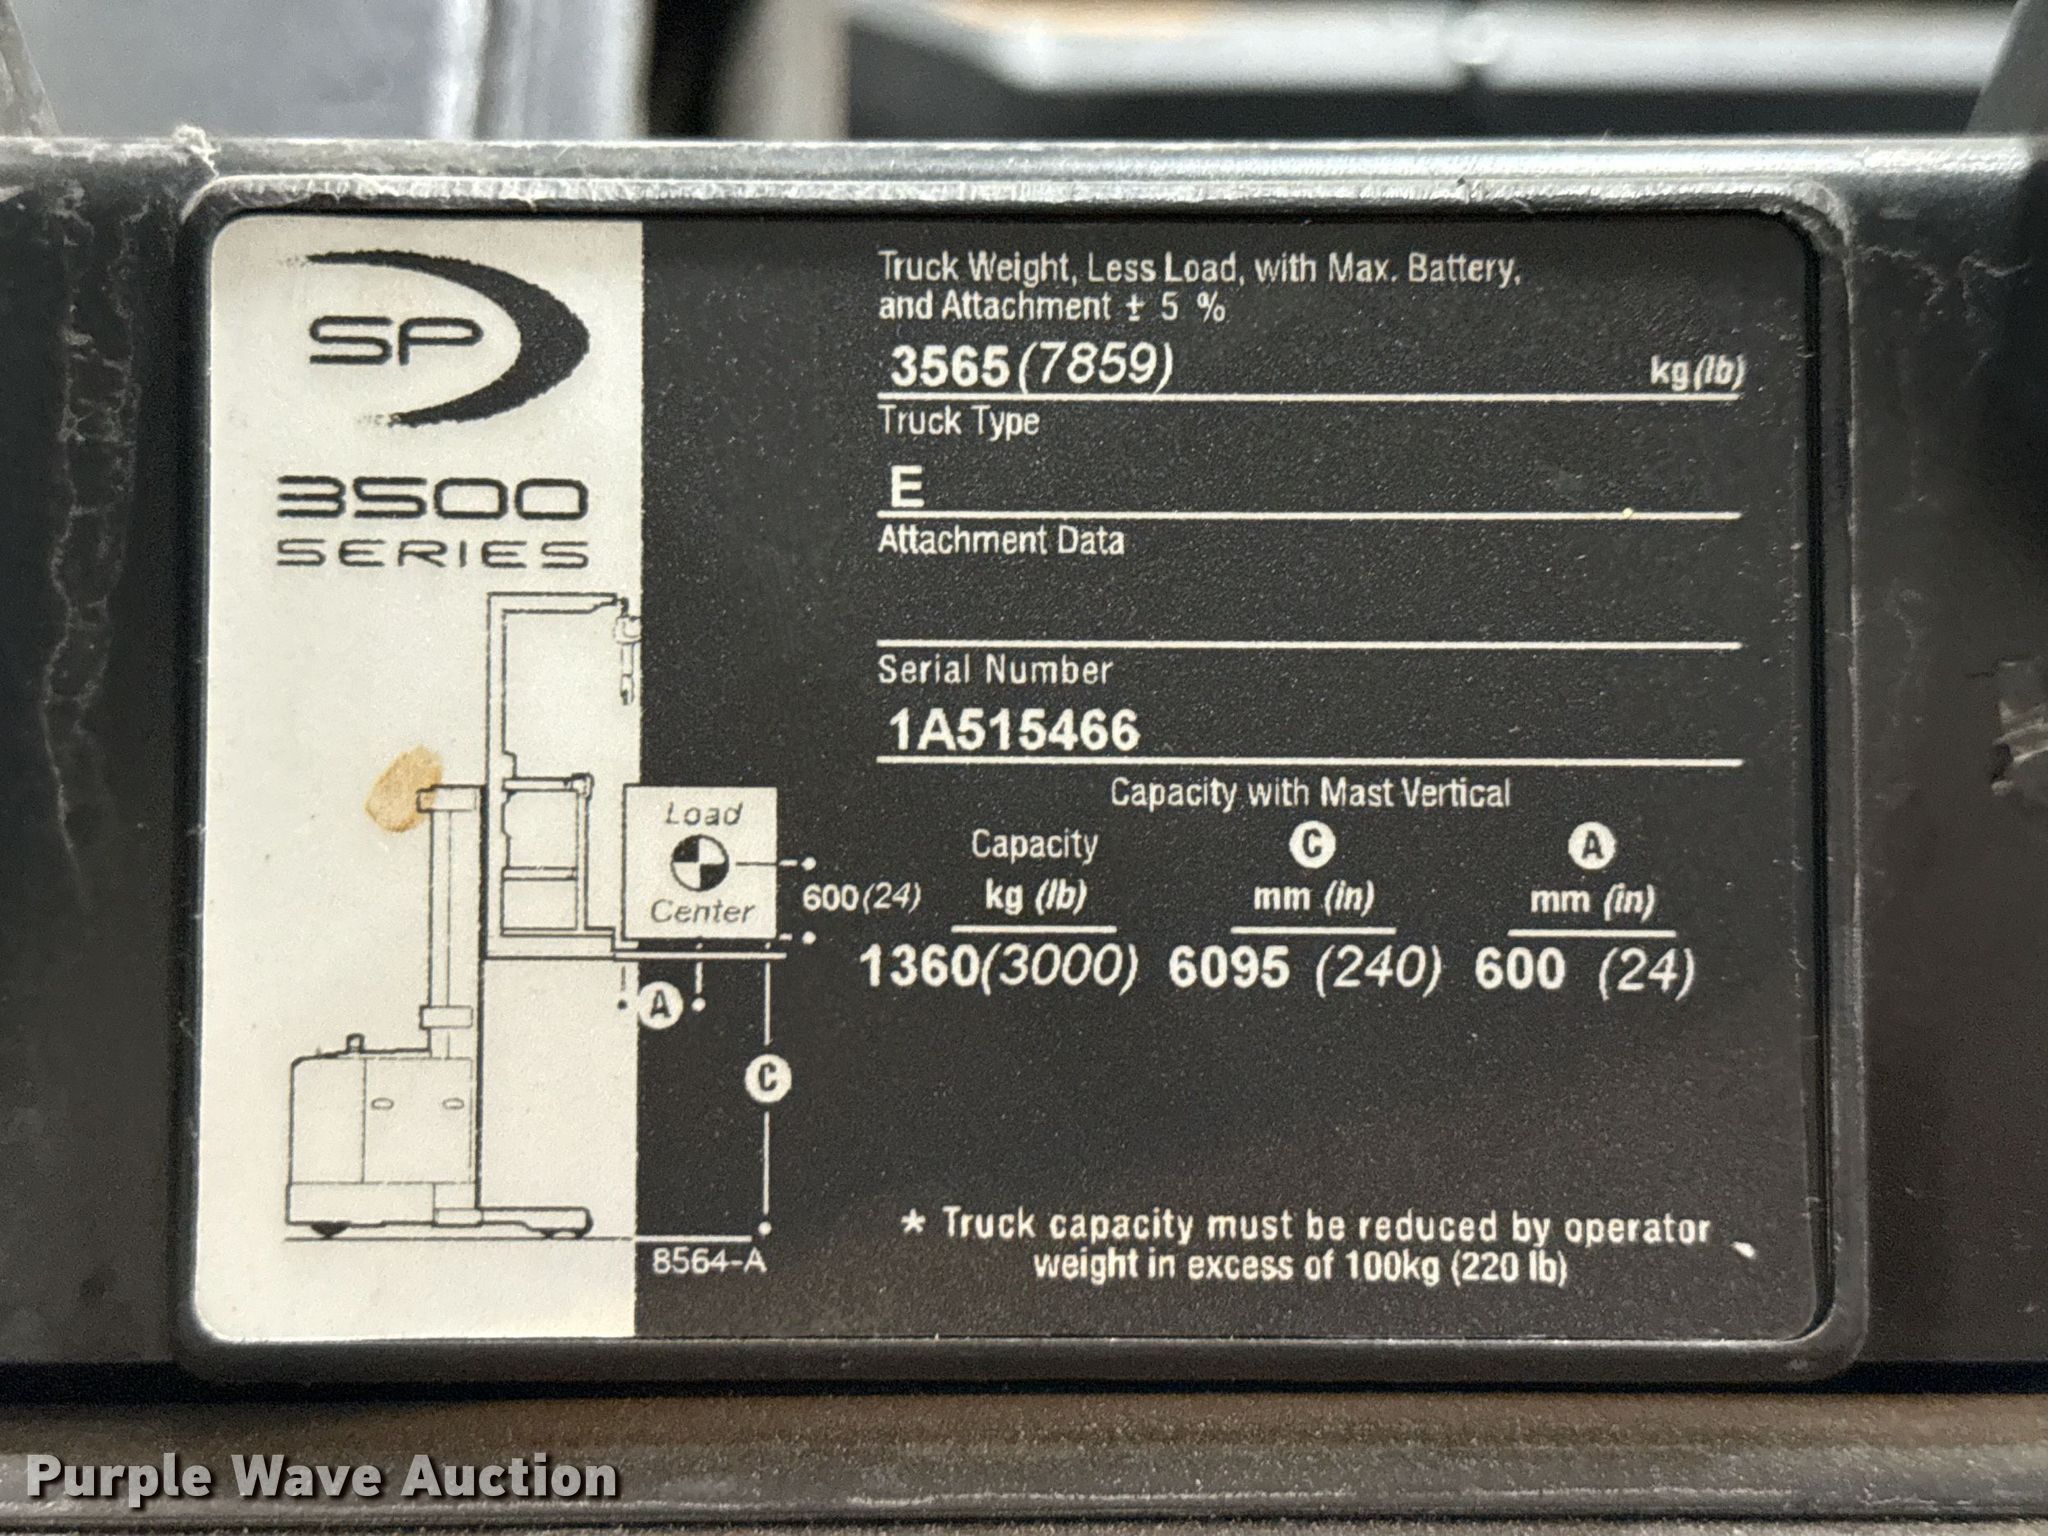 SP
3500
SERIES
Load
Center
600(24)
A
C
8564-A
Truck Weight, Less Load, with Max. Battery,
and Attachment ± 5 %
3565(7859) kg(lb)
Truck Type
E
Attachment Data
Serial Number
1A515466
Capacity with Mast Vertical
Capacity C A
kg (lb) mm (in) mm (in)
1360(3000) 6095 (240) 600 (24)
* Truck capacity must be reduced by operator
weight in excess of 100kg (220 lb)
Purple Wave Auction